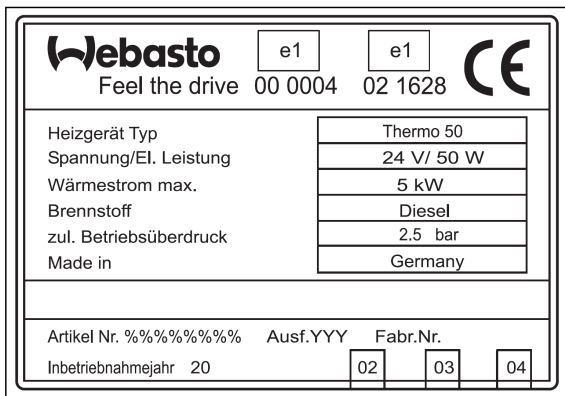 Webasto e1 e1 CE
Feel the drive 00 0004 02 1628
Heizgerät Typ Thermo 50
Spannung/El. Leistung 24 V/ 50 W
Wärmestrom max. 5 kW
Brennstoff Diesel
zul. Betriebsüberdruck 2.5 bar
Made in Germany
Artikel Nr. %%%%%%%% Ausf.YYY Fabr.Nr.
Inbetriebnahmejahr 20 02 03 04